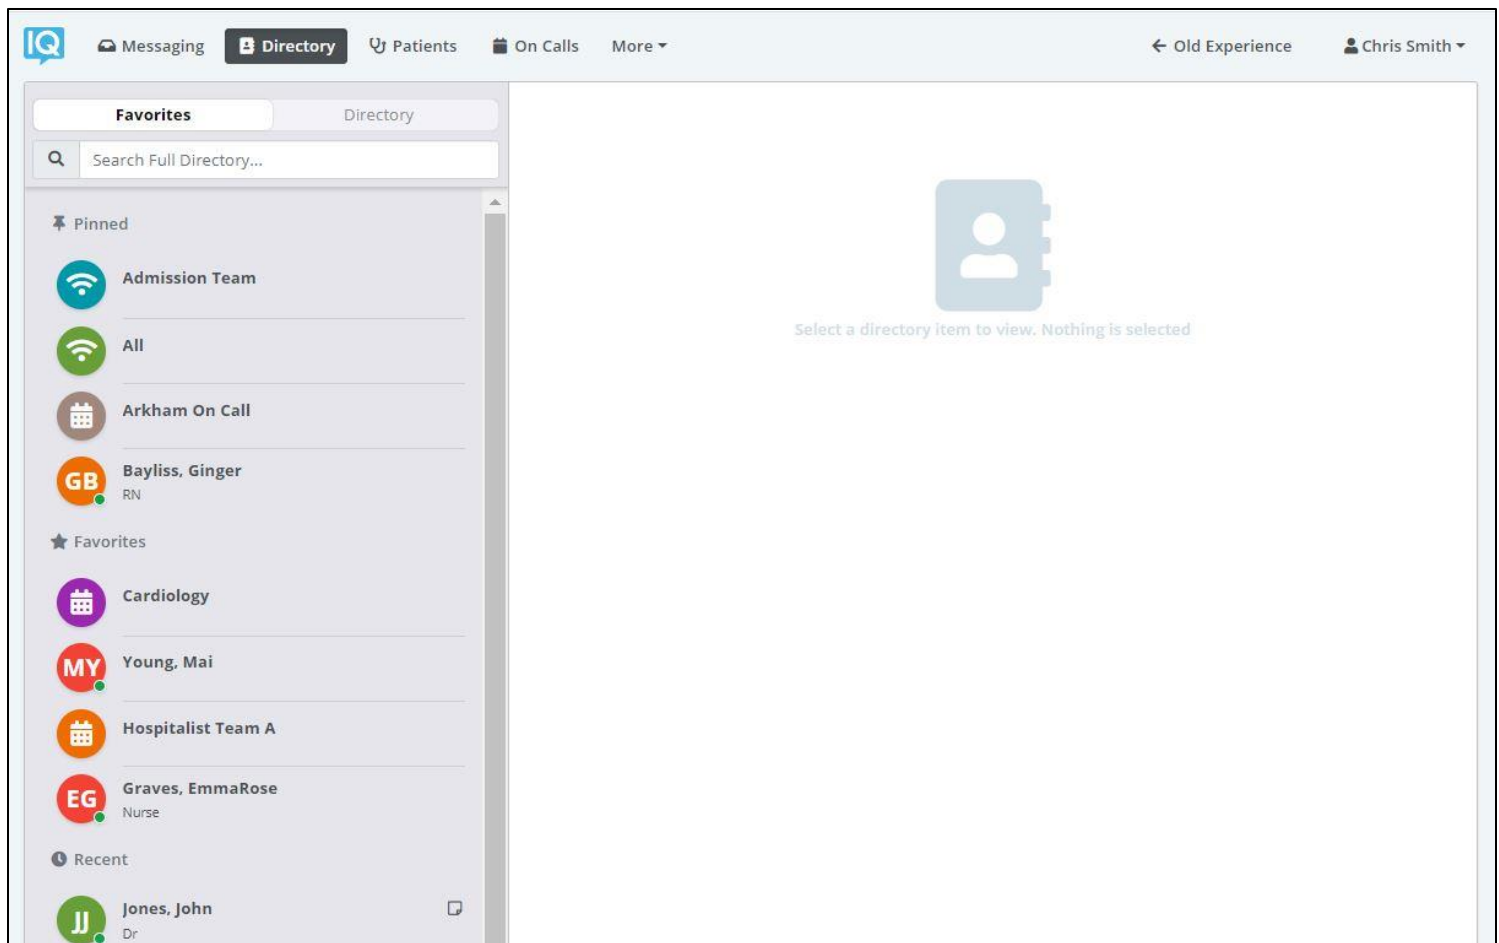 IQ Messaging Directory Patients On Calls More Old Experience Chris Smith
Favorites Directory
Search Full Directory...
Pinned
Admission Team
All
Arkham On Call
GB Bayliss, Ginger
RN
Favorites
Cardiology
MY Young, Mai
Hospitalist Team A
EG Graves, EmmaRose
Nurse
Recent
JJ Jones, John
Dr
Select a directory item to view. Nothing is selected